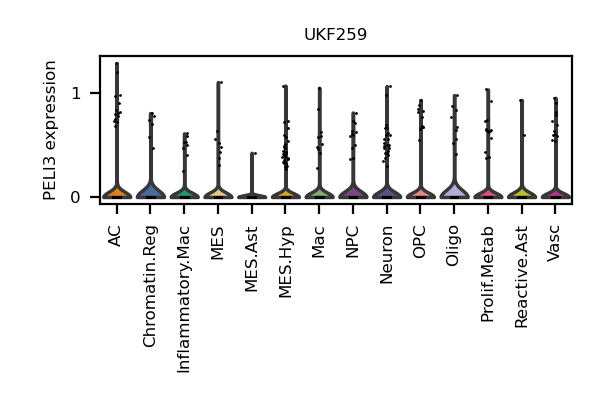 UKF259
PELI3 expression
1
0
AC
Chromatin.Reg
Inflammatory.Mac
MES
MES.Ast
MES.Hyp
Mac
NPC
Neuron
OPC
Oligo
Prolif.Metab
Reactive.Ast
Vasc